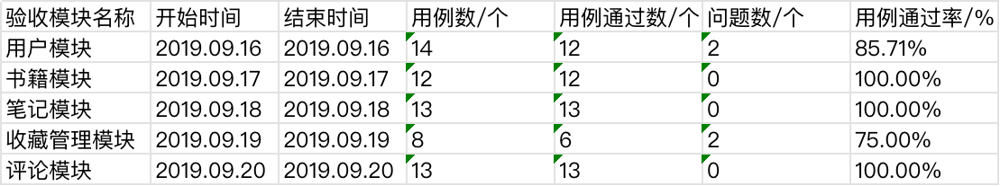 验收模块名称 开始时间 结束时间 用例数/个 用例通过数/个 问题数/个 用例通过率/%
用户模块 2019.09.16 2019.09.16 14 12 2 85.71%
书籍模块 2019.09.17 2019.09.17 12 12 0 100.00%
笔记模块 2019.09.18 2019.09.18 13 13 0 100.00%
收藏管理模块 2019.09.19 2019.09.19 8 6 2 75.00%
评论模块 2019.09.20 2019.09.20 13 13 0 100.00%